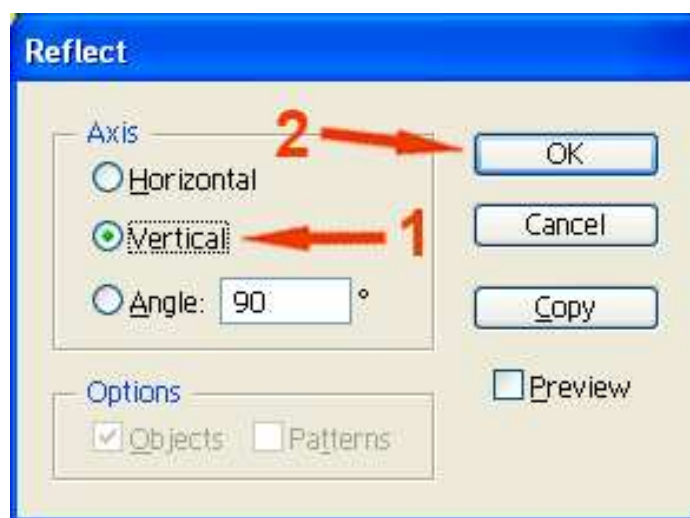 Reflect
Axis
2
OK
Horizontal
Vertical
1
Cancel
Angle: 90 °
Copy
Options
Preview
Objects Patterns